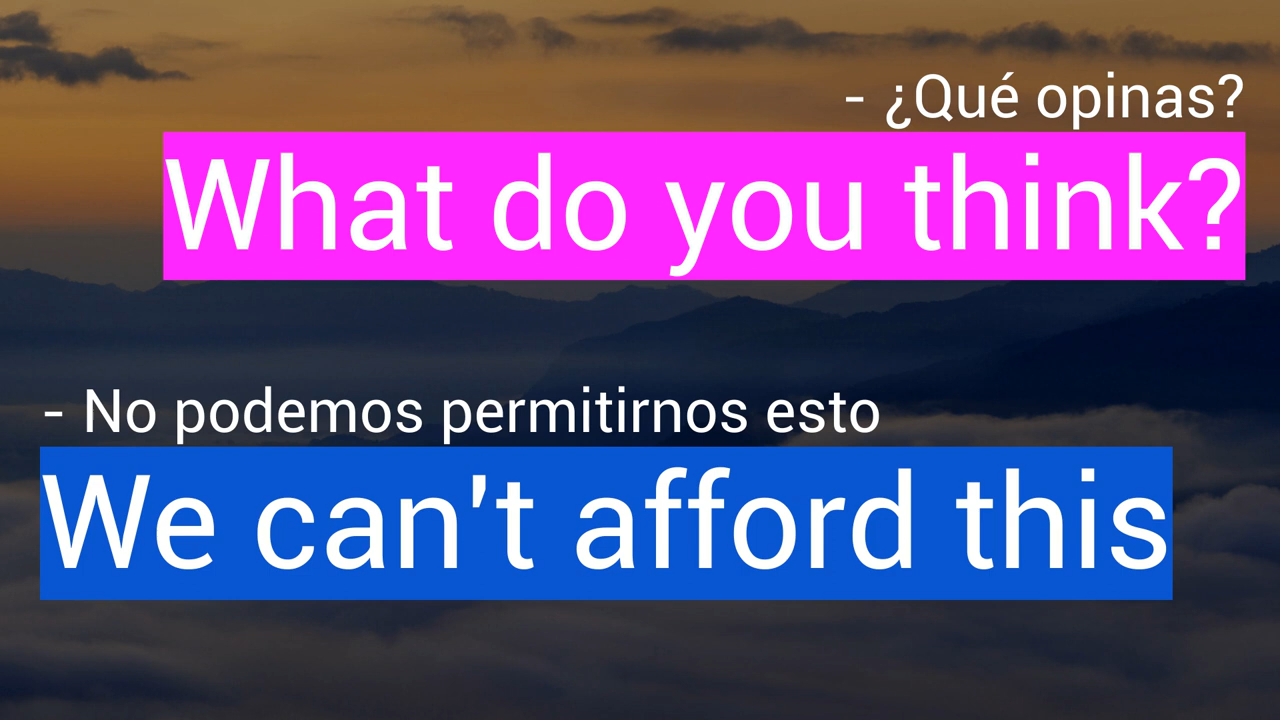 - ¿Qué opinas?
What do you think?
- No podemos permitirnos esto
We can't afford this